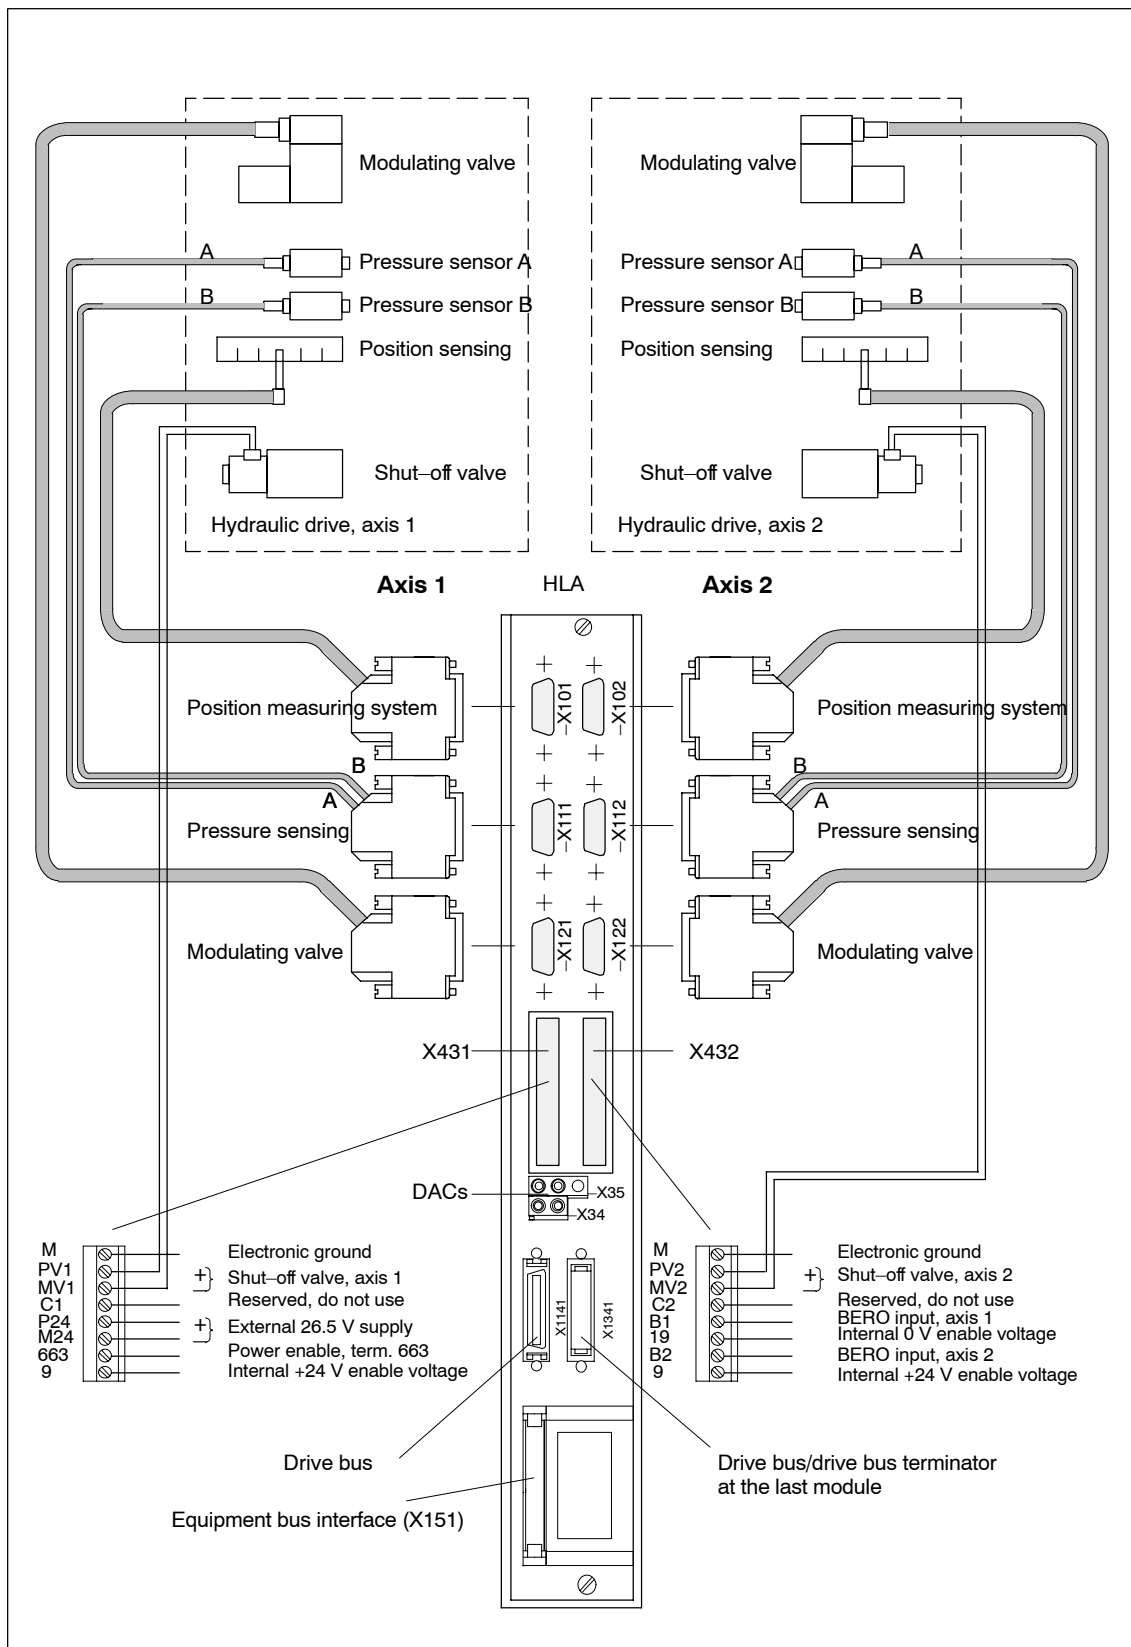 Modulating valve
Modulating valve
A
Pressure sensor A
Pressure sensor A
A
B
Pressure sensor B
Pressure sensor B
B
Position sensing
Position sensing
Shut–off valve
Shut–off valve
Hydraulic drive, axis 1
Hydraulic drive, axis 2
Axis 1
HLA
Axis 2
Position measuring system
–X101
–X102
Position measuring system
B
A
Pressure sensing
–X111
–X112
B
A
Pressure sensing
Modulating valve
–X121
–X122
Modulating valve
X431
X432
DACs
X35
X34
M
Electronic ground
PV1
+
Shut–off valve, axis 1
MV1
C1
Reserved, do not use
P24
+
External 26.5 V supply
M24
663
Power enable, term. 663
9
Internal +24 V enable voltage
X1141
X1341
M
Electronic ground
PV2
+
Shut–off valve, axis 2
MV2
C2
Reserved, do not use
B1
BERO input, axis 1
19
Internal 0 V enable voltage
B2
BERO input, axis 2
9
Internal +24 V enable voltage
Drive bus
Drive bus/drive bus terminator
at the last module
Equipment bus interface (X151)